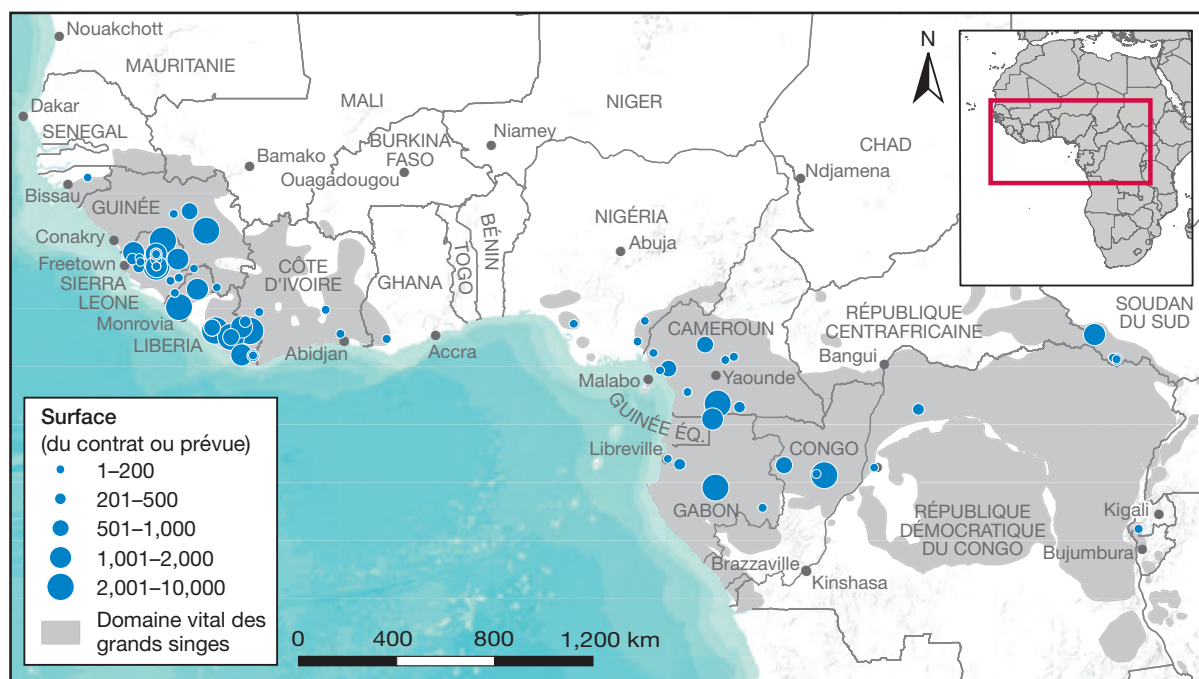 Nouakchott
MAURITANIE
MALI
NIGER
N
Dakar
SENEGAL
BURKINA
FASO
Niamey
CHAD
Bamako
Ouagadougou
Ndjamena
Bissau
GUINÉE
BÉNIN
NIGÉRIA
Conakry
Abuja
Freetown
CÔTE
D'IVOIRE
GHANA
TOGO
SIERRA
LEONE
SOUDAN
DU SUD
Monrovia
CAMEROUN
RÉPUBLIQUE
CENTRAFRICAINE
LIBERIA
Abidjan
Accra
Bangui
Malabo
Yaounde
GUINÉE ÉQ.
Libreville
CONGO
GABON
RÉPUBLIQUE
DÉMOCRATIQUE
DU CONGO
Kigali
Bujumbura
Brazzaville
Kinshasa
Surface
(du contrat ou prévue)
1–200
201–500
501–1,000
1,001–2,000
2,001–10,000
Domaine vital des
grands singes
0 400 800 1,200 km